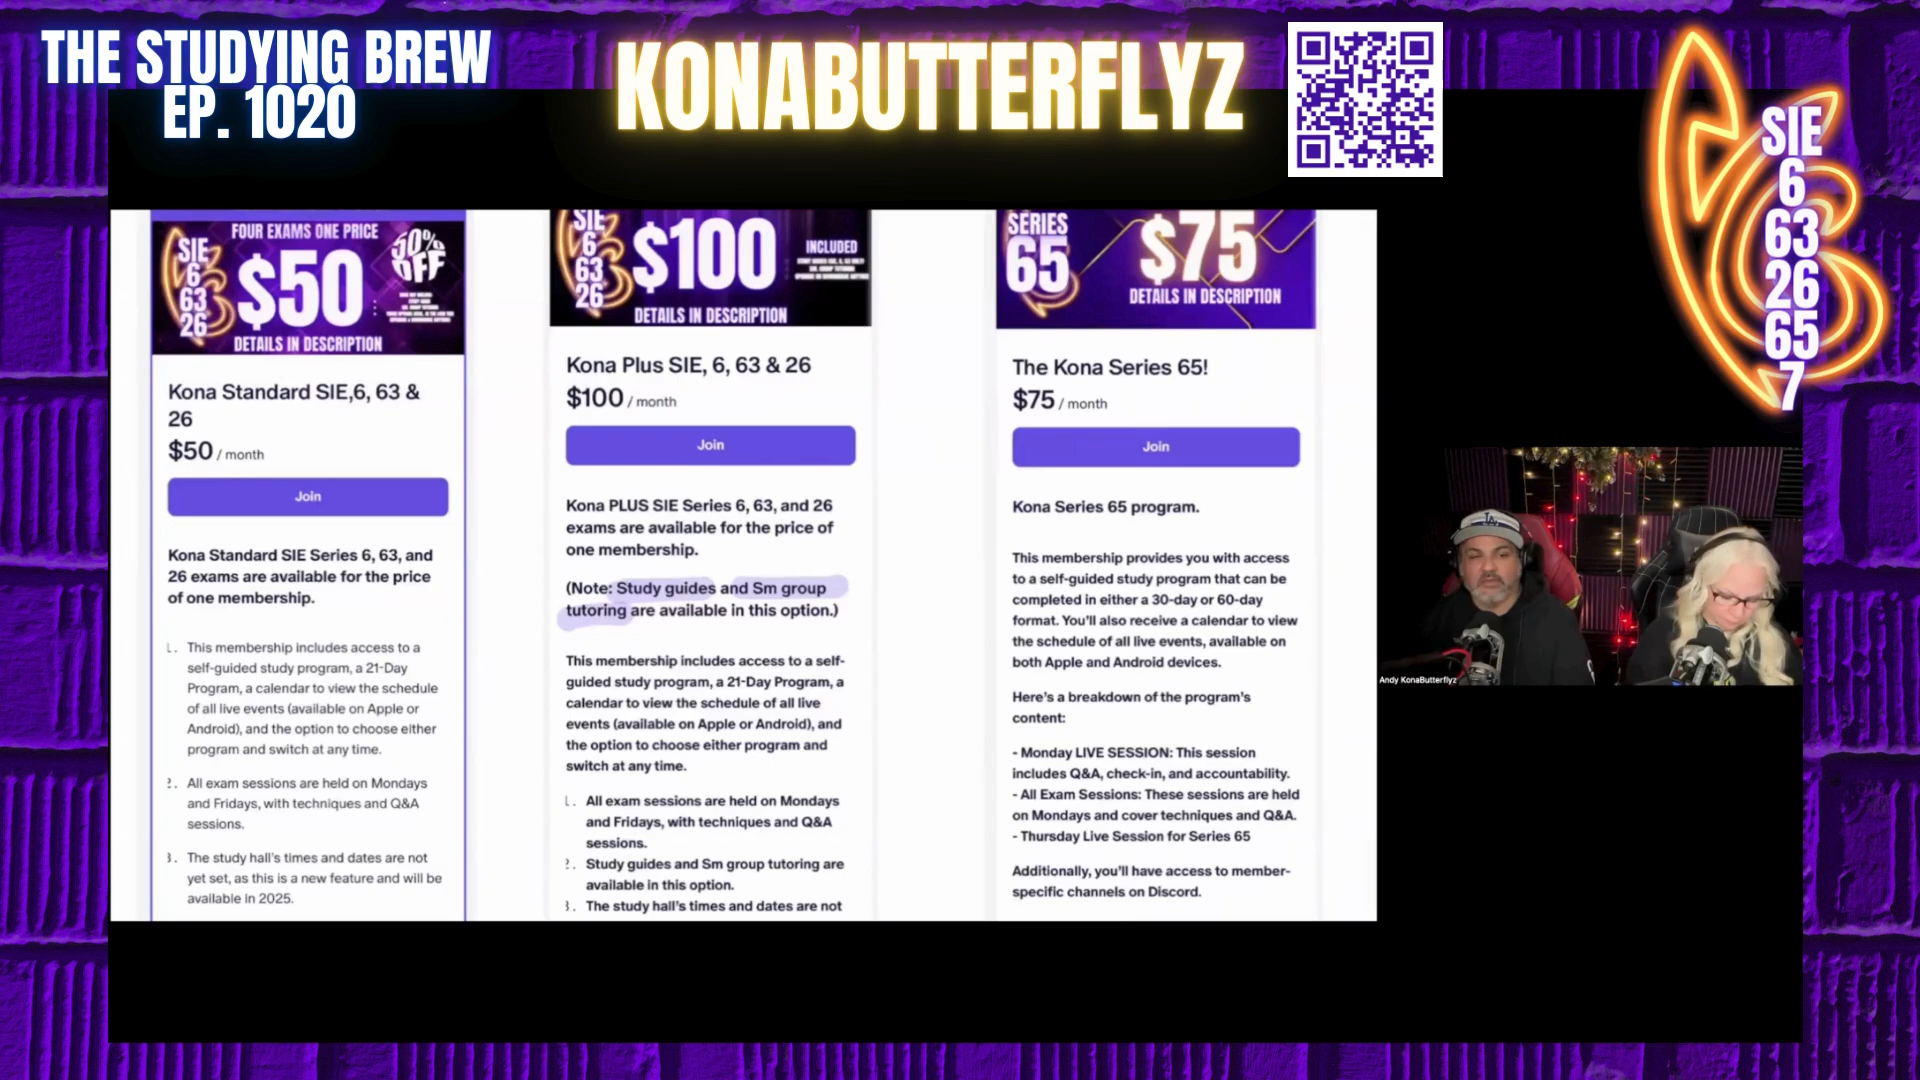 THE STUDYING BREW
EP. 1020
KONABUTTERFLYZ
SIE
6
63
26
65
7
FOUR EXAMS ONE PRICE
SIE
6
63
26
$50
50%
OFF
DETAILS IN DESCRIPTION
Kona Standard SIE,6, 63 &
26
$50 / month
Join
Kona Standard SIE Series 6, 63, and
26 exams are available for the price
of one membership.
1. This membership includes access to a
self-guided study program, a 21-Day
Program, a calendar to view the schedule
of all live events (available on Apple or
Android), and the option to choose either
program and switch at any time.
2. All exam sessions are held on Mondays
and Fridays, with techniques and Q&A
sessions.
3. The study hall's times and dates are not
yet set, as this is a new feature and will be
available in 2025.
SIE
6
63
26
$100
INCLUDED
DETAILS IN DESCRIPTION
Kona Plus SIE, 6, 63 & 26
$100 / month
Join
Kona PLUS SIE Series 6, 63, and 26
exams are available for the price of
one membership.
(Note: Study guides and Sm group
tutoring are available in this option.)
This membership includes access to a self-
guided study program, a 21-Day Program, a
calendar to view the schedule of all live
events (available on Apple or Android), and
the option to choose either program and
switch at any time.
1. All exam sessions are held on Mondays
and Fridays, with techniques and Q&A
sessions.
2. Study guides and Sm group tutoring are
available in this option.
3. The study hall's times and dates are not
SERIES
65
$75
DETAILS IN DESCRIPTION
The Kona Series 65!
$75 / month
Join
Kona Series 65 program.
This membership provides you with access
to a self-guided study program that can be
completed in either a 30-day or 60-day
format. You'll also receive a calendar to view
the schedule of all live events, available on
both Apple and Android devices.
Here's a breakdown of the program's
content:
- Monday LIVE SESSION: This session
includes Q&A, check-in, and accountability.
- All Exam Sessions: These sessions are held
on Mondays and cover techniques and Q&A.
- Thursday Live Session for Series 65
Additionally, you'll have access to member-
specific channels on Discord.
LA
Andy KonaButterflyz